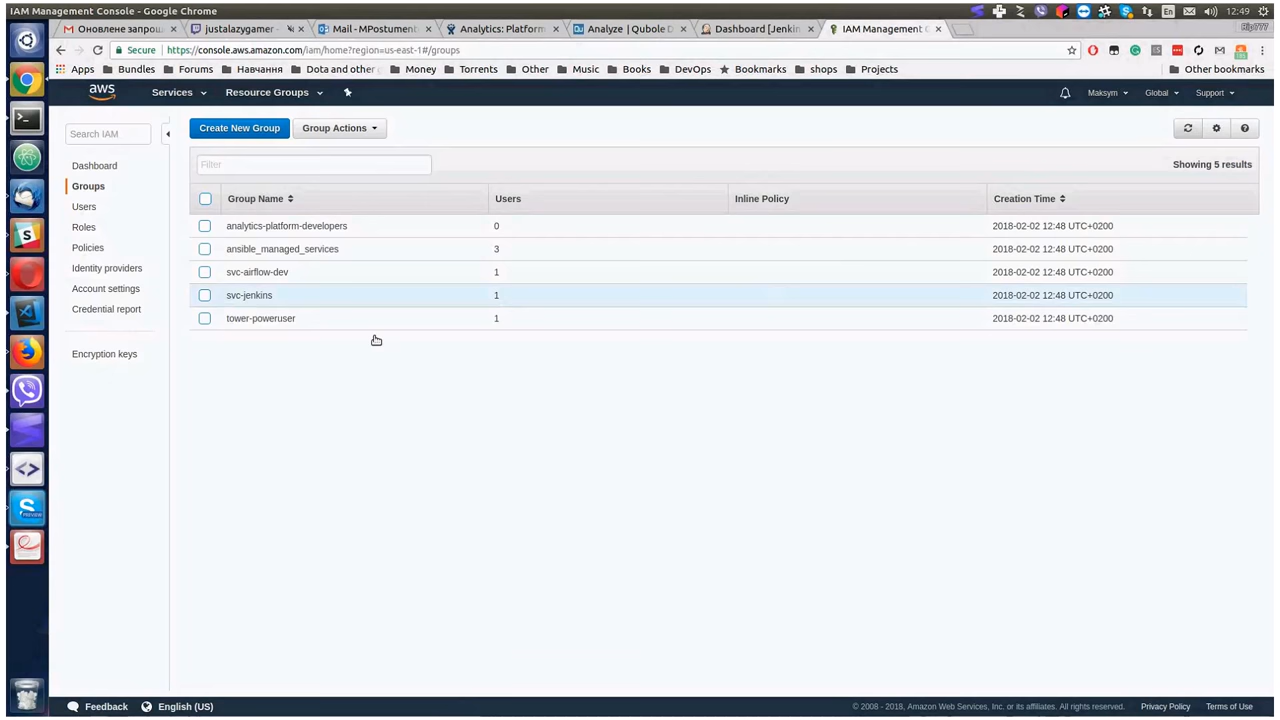 IAM Management Console - Google Chrome
En
12:49
Оновлене запрош
justalazygamer -
Mail - MPostument
Analytics: Platform
Analyze | Qubole D
Dashboard [Jenkin
IAM Management C
Rip777
Secure
https://console.aws.amazon.com/iam/home?region=us-east-1#/groups
Apps
Bundles
Forums
Навчання
Dota and other
Money
Torrents
Other
Music
Books
DevOps
Bookmarks
shops
Projects
Other bookmarks
aws
Services
Resource Groups
Maksym
Global
Support
Search IAM
Create New Group
Group Actions
Dashboard
Groups
Users
Roles
Policies
Identity providers
Account settings
Credential report
Encryption keys
Filter
Showing 5 results
Group Name
Users
Inline Policy
Creation Time
analytics-platform-developers
0
2018-02-02 12:48 UTC+0200
ansible_managed_services
3
2018-02-02 12:48 UTC+0200
svc-airflow-dev
1
2018-02-02 12:48 UTC+0200
svc-jenkins
1
2018-02-02 12:48 UTC+0200
tower-poweruser
1
2018-02-02 12:48 UTC+0200
Feedback
English (US)
© 2008 - 2018, Amazon Web Services, Inc. or its affiliates. All rights reserved.
Privacy Policy
Terms of Use